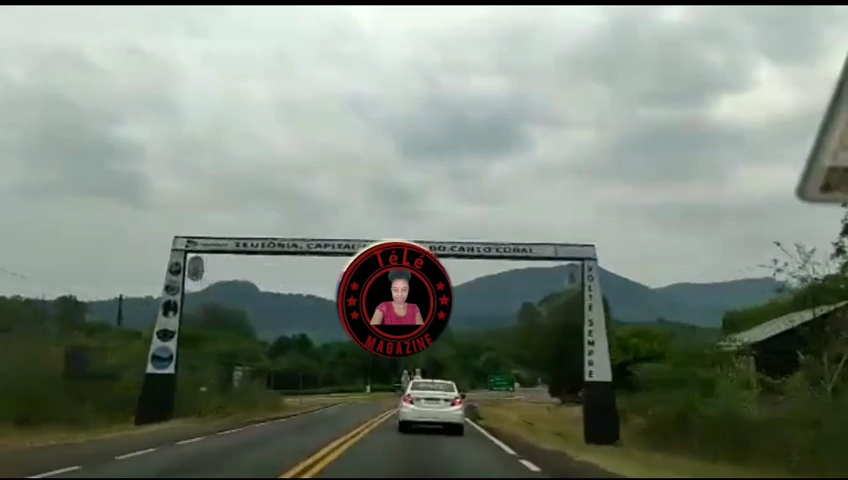 TEUTÔNIA, CAPITAL DO CANTO CORAL
TéLé
MAGAZINE
VOLTE SEMPRE